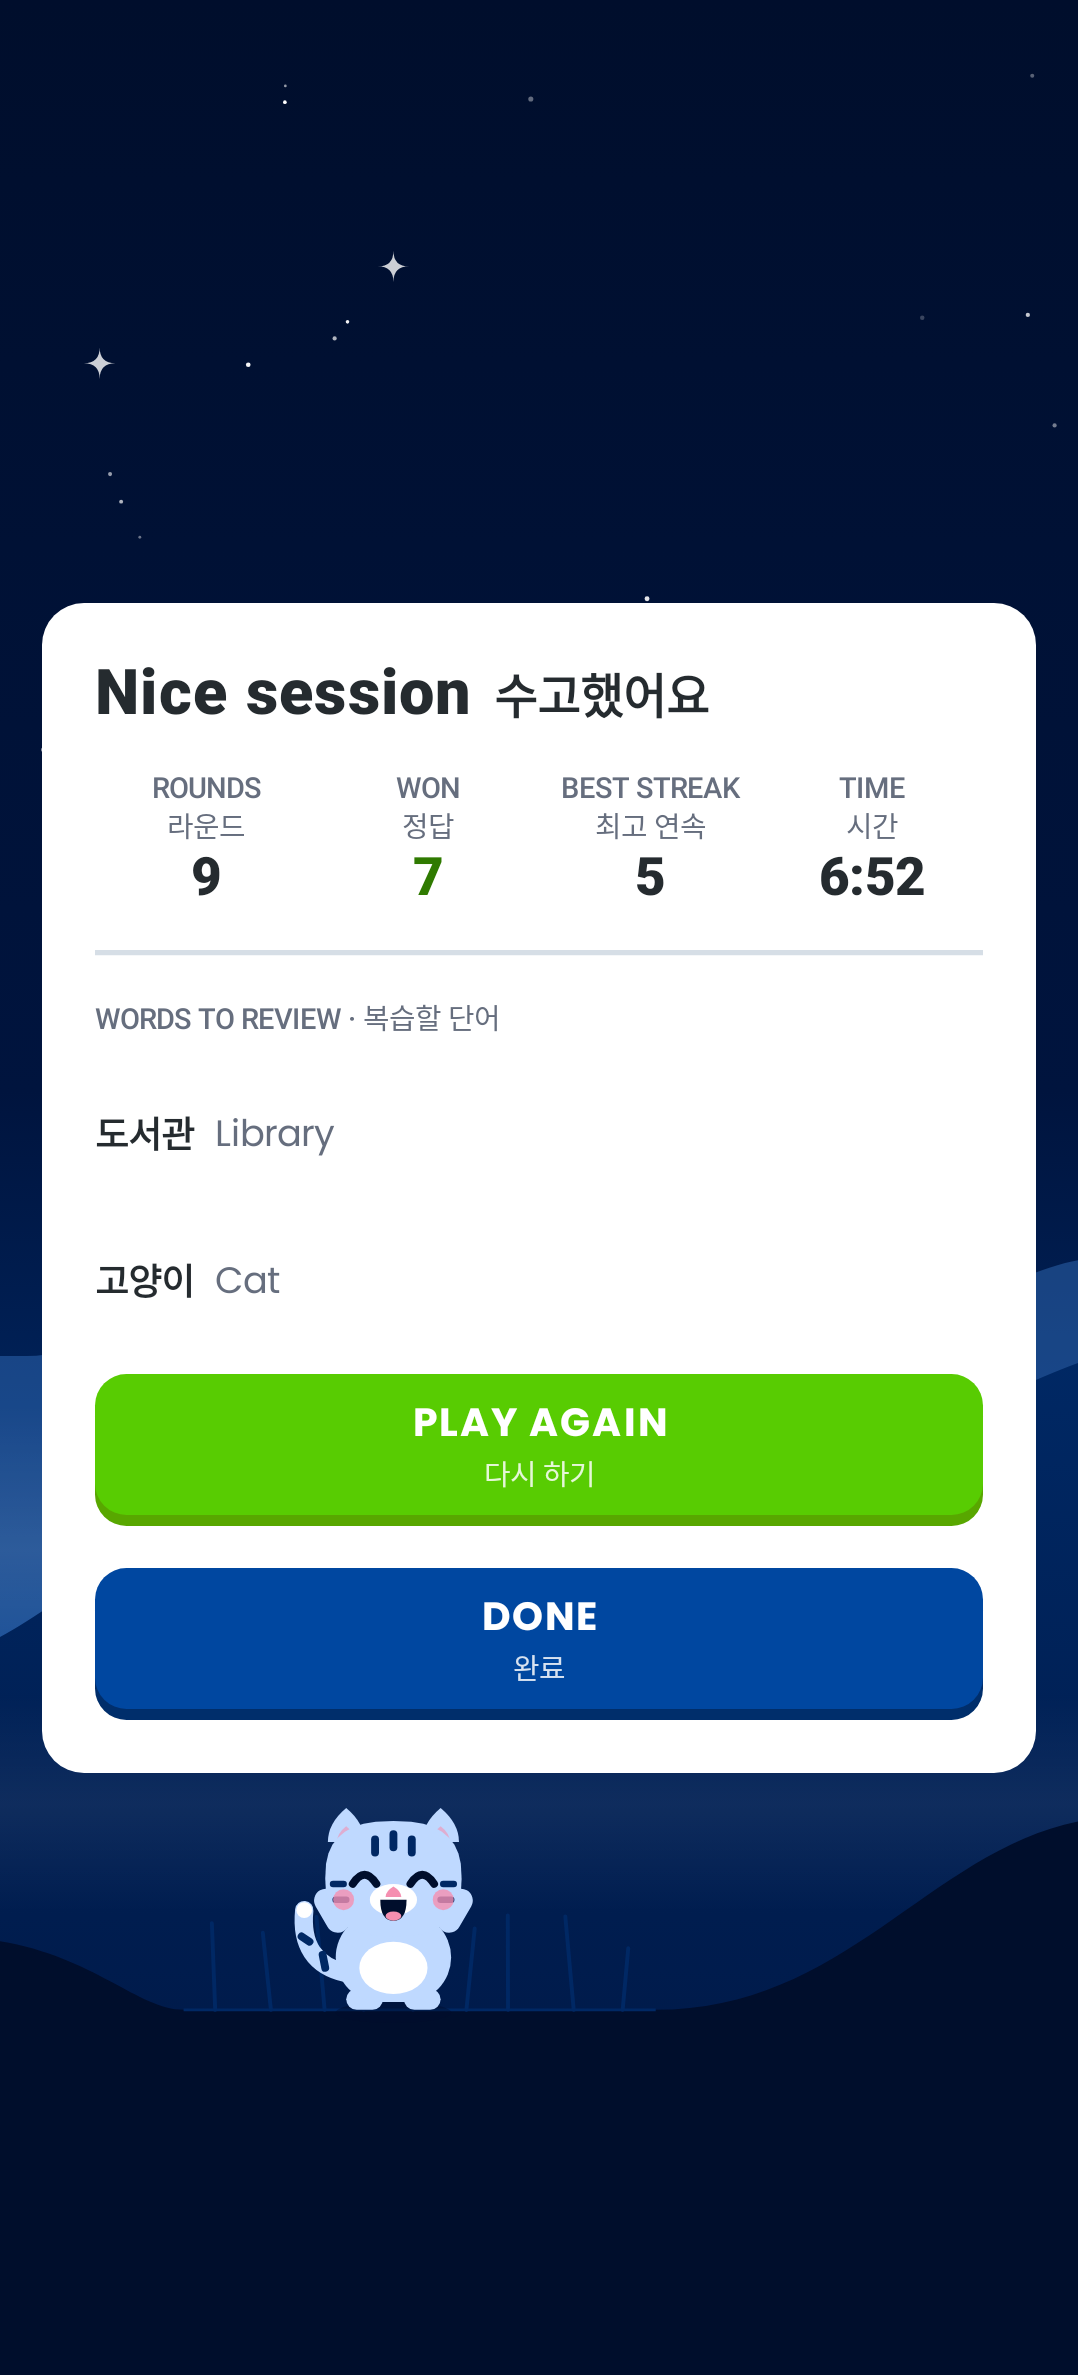 Nice session 수고했어요
ROUNDS WON BEST STREAK TIME
라운드 정답 최고 연속 시간
9 7 5 6:52
WORDS TO REVIEW · 복습할 단어
도서관 Library
고양이 Cat
PLAY AGAIN
다시 하기
DONE
완료